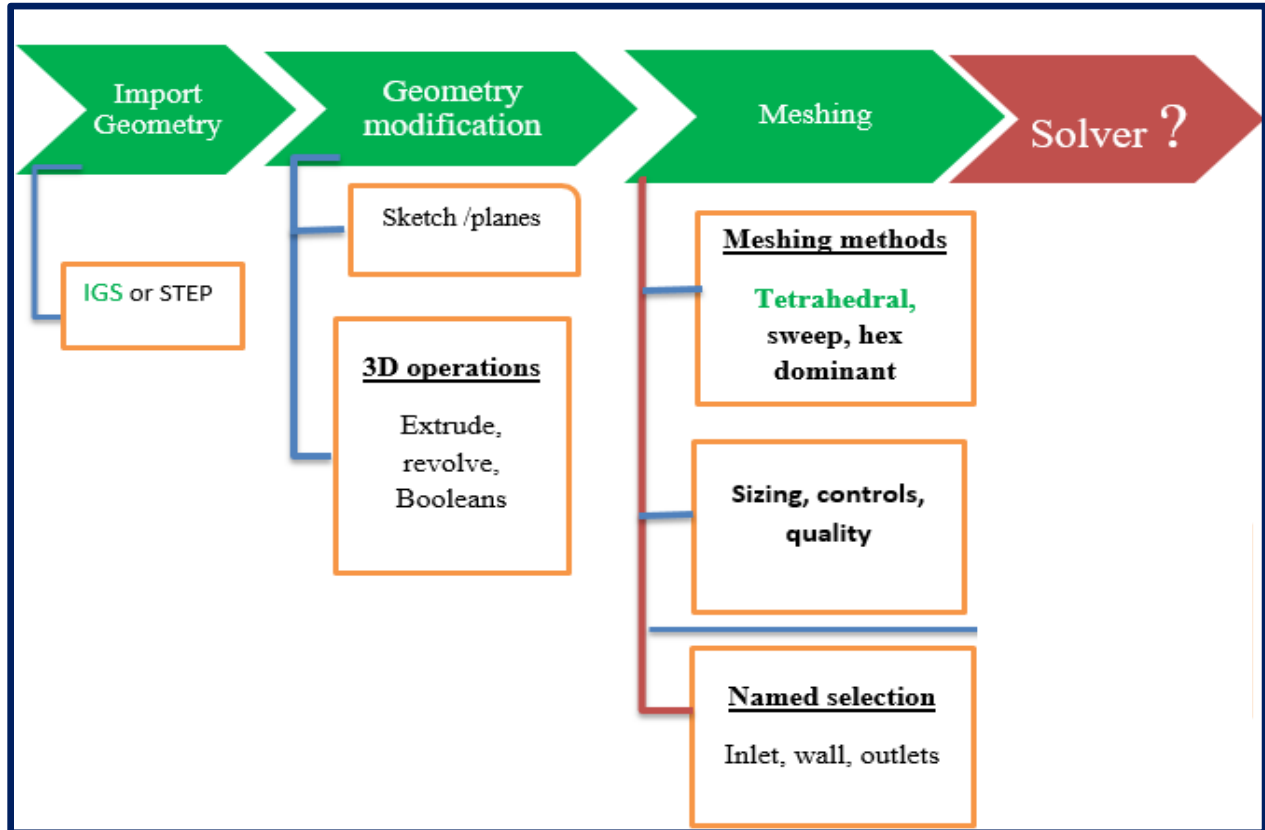 Import
Geometry
Geometry
modification
Meshing
Solver ?
IGS or STEP
Sketch /planes
3D operations
Extrude,
revolve,
Booleans
Meshing methods
Tetrahedral,
sweep, hex
dominant
Sizing, controls,
quality
Named selection
Inlet, wall, outlets